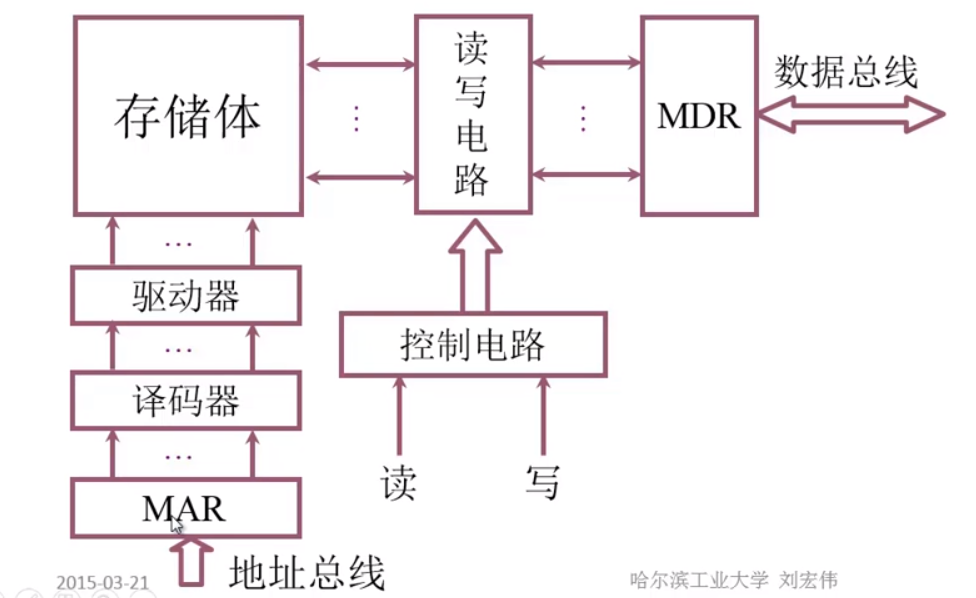 存储体
读写电路
MDR
数据总线
…
…
…
驱动器
…
译码器
控制电路
…
读
写
MAR
地址总线
2015-03-21
哈尔滨工业大学 刘宏伟